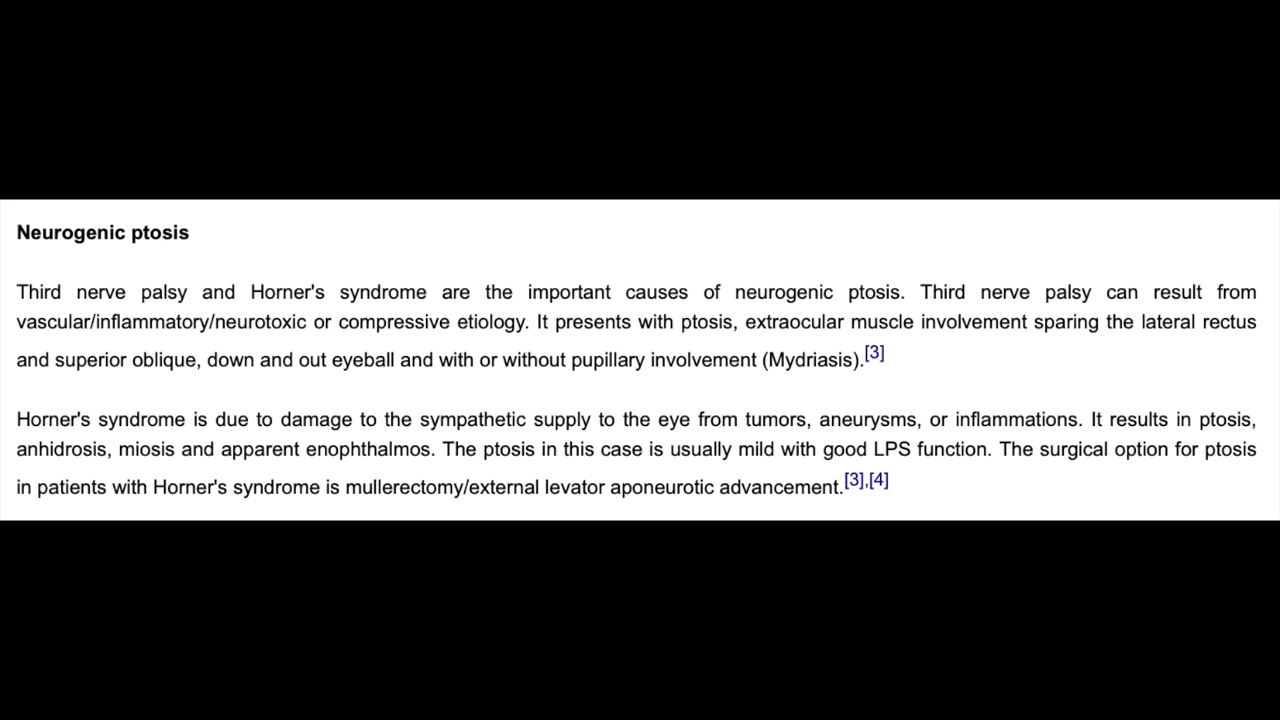 Neurogenic ptosis
Third nerve palsy and Horner's syndrome are the important causes of neurogenic ptosis. Third nerve palsy can result from
vascular/inflammatory/neurotoxic or compressive etiology. It presents with ptosis, extraocular muscle involvement sparing the lateral rectus
and superior oblique, down and out eyeball and with or without pupillary involvement (Mydriasis).[3]
Horner's syndrome is due to damage to the sympathetic supply to the eye from tumors, aneurysms, or inflammations. It results in ptosis,
anhidrosis, miosis and apparent enophthalmos. The ptosis in this case is usually mild with good LPS function. The surgical option for ptosis
in patients with Horner's syndrome is mullerectomy/external levator aponeurotic advancement.[3],[4]